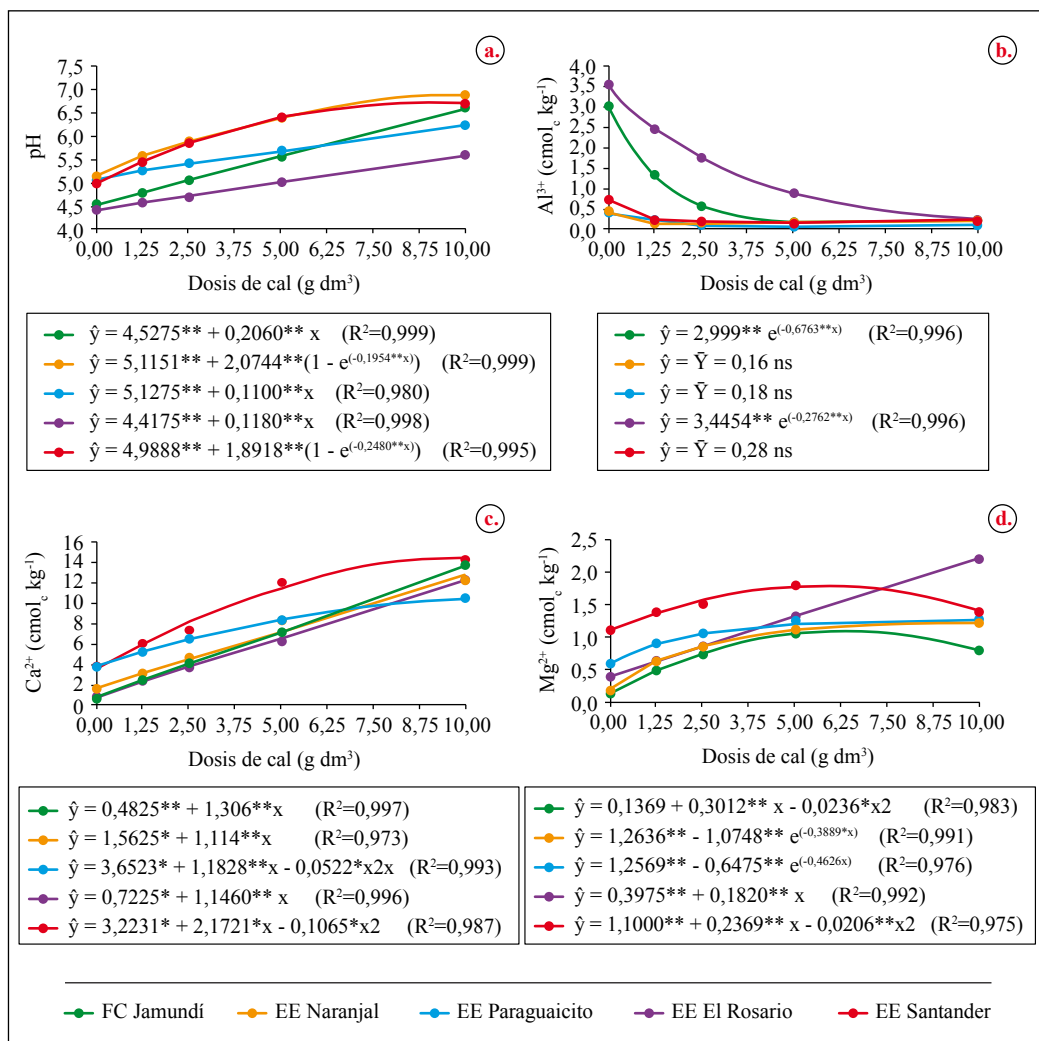 a.
7,5
7,0
6,5
6,0
5,5
5,0
4,5
4,0
pH
0,00 1,25 2,50 3,75 5,00 6,25 7,50 8,75 10,00
Dosis de cal (g dm³)
ŷ = 4,5275** + 0,2060** x (R²=0,999)
ŷ = 5,1151** + 2,0744**(1 - e^(-0,1954**x)) (R²=0,999)
ŷ = 5,1275** + 0,1100**x (R²=0,980)
ŷ = 4,4175** + 0,1180**x (R²=0,998)
ŷ = 4,9888** + 1,8918**(1 - e^(-0,2480**x)) (R²=0,995)
b.
4,0
3,5
3,0
2,5
2,0
1,5
1,0
0,5
0,0
Al³⁺ (cmol_c kg⁻¹)
0,00 1,25 2,50 3,75 5,00 6,25 7,50 8,75 10,00
Dosis de cal (g dm³)
ŷ = 2,999** e^(-0,6763**x) (R²=0,996)
ŷ = Ȳ = 0,16 ns
ŷ = Ȳ = 0,18 ns
ŷ = 3,4454** e^(-0,2762**x) (R²=0,996)
ŷ = Ȳ = 0,28 ns
c.
16
14
12
10
8
6
4
2
0
Ca²⁺ (cmol_c kg⁻¹)
0,00 1,25 2,50 3,75 5,00 6,25 7,50 8,75 10,00
Dosis de cal (g dm³)
ŷ = 0,4825** + 1,306**x (R²=0,997)
ŷ = 1,5625* + 1,114**x (R²=0,973)
ŷ = 3,6523* + 1,1828**x - 0,0522*x2x (R²=0,993)
ŷ = 0,7225* + 1,1460** x (R²=0,996)
ŷ = 3,2231* + 2,1721*x - 0,1065*x2 (R²=0,987)
d.
2,5
2,0
1,5
1,0
0,5
0,0
Mg²⁺ (cmol_c kg⁻¹)
0,00 1,25 2,50 3,75 5,00 6,25 7,50 8,75 10,00
Dosis de cal (g dm³)
ŷ = 0,1369 + 0,3012** x - 0,0236*x2 (R²=0,983)
ŷ = 1,2636** - 1,0748** e^(-0,3889*x) (R²=0,991)
ŷ = 1,2569** - 0,6475** e^(-0,4626x) (R²=0,976)
ŷ = 0,3975** + 0,1820** x (R²=0,992)
ŷ = 1,1000** + 0,2369** x - 0,0206**x2 (R²=0,975)
FC Jamundí EE Naranjal EE Paraguaicito EE El Rosario EE Santander